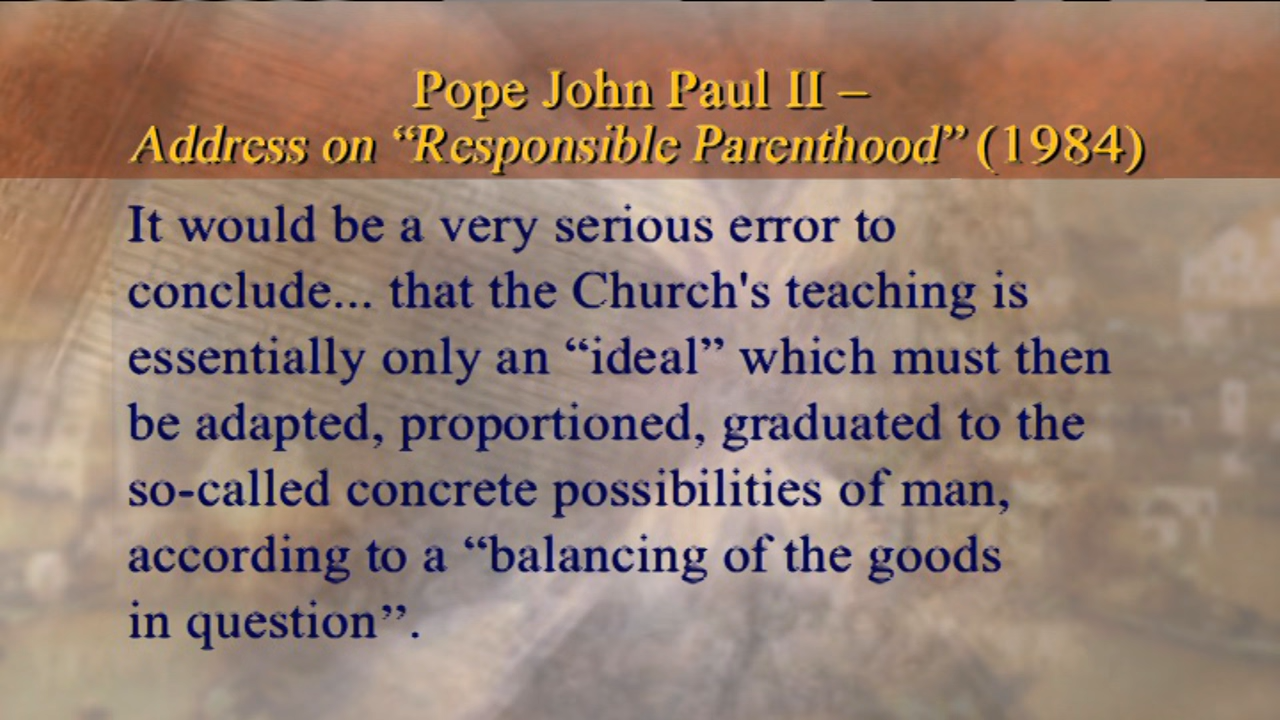 Pope John Paul II –
Address on “Responsible Parenthood” (1984)
It would be a very serious error to
conclude... that the Church's teaching is
essentially only an “ideal” which must then
be adapted, proportioned, graduated to the
so-called concrete possibilities of man,
according to a “balancing of the goods
in question”.